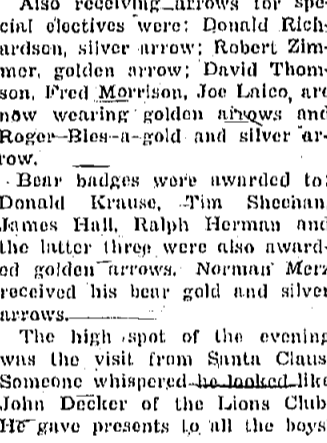 Also receiving arrows for spe-
cial electives were: Donald Rich-
ardson, silver arrow; Robert Zim-
mer, golden arrow; David Thom-
son, Fred Morrison, Joe Laico, are
now wearing golden arrows and
Roger Bles a gold and silver ar-
row.
Bear badges were awarded to:
Donald Krause, Tim Sheehan,
James Hall, Ralph Herman and
the latter three were also award-
ed golden arrows. Norman Merz
received his bear gold and silver
arrows.
The high spot of the evening
was the visit from Santa Claus.
Someone whispered he looked like
John Decker of the Lions Club.
He gave presents to all the boys